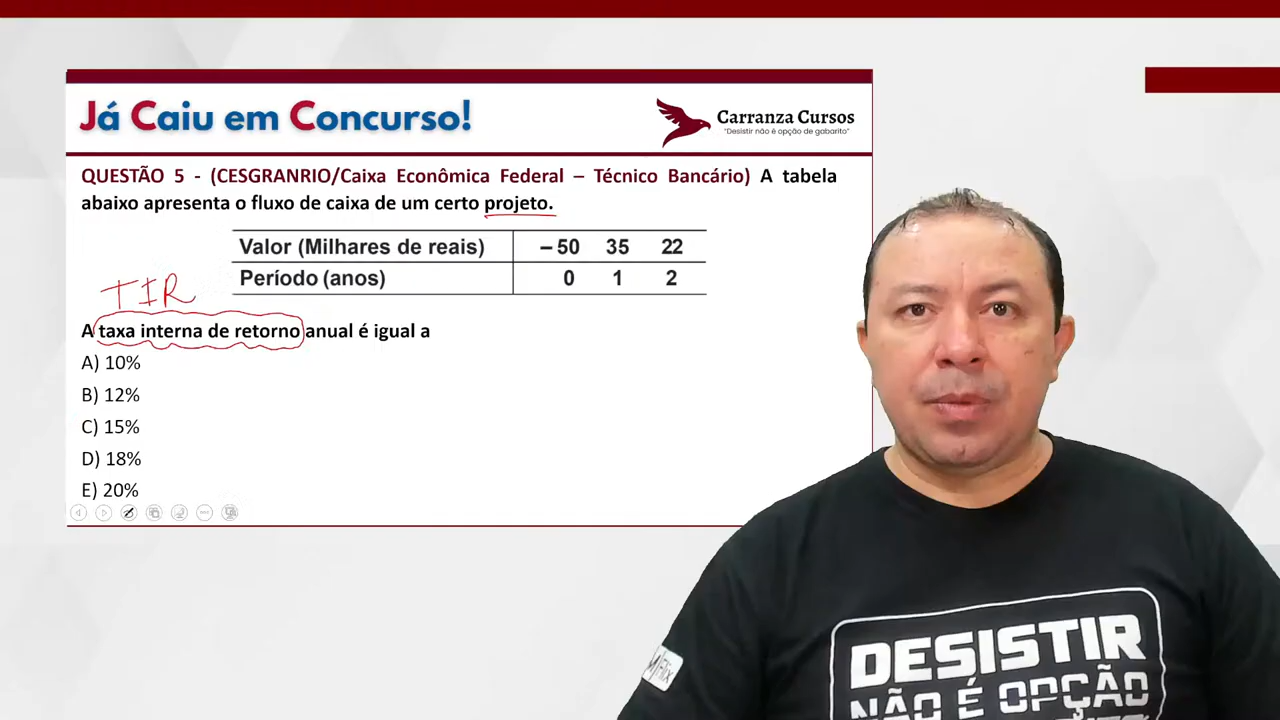 Já Caiu em Concurso!
Carranza Cursos
"Desistir não é opção de gabarito"
QUESTÃO 5 - (CESGRANRIO/Caixa Econômica Federal – Técnico Bancário) A tabela
abaixo apresenta o fluxo de caixa de um certo projeto.
Valor (Milhares de reais) – 50 35 22
Período (anos) 0 1 2
TIR
A taxa interna de retorno anual é igual a
A) 10%
B) 12%
C) 15%
D) 18%
E) 20%
DESISTIR
NÃO É OPÇÃO